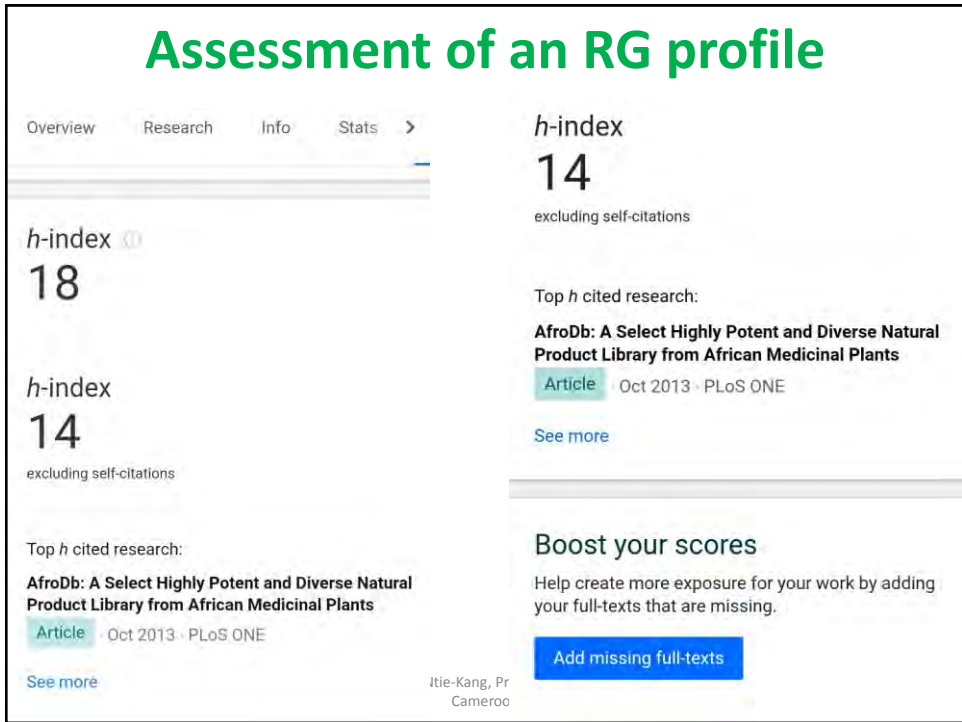 Assessment of an RG profile
Overview Research Info Stats >
h-index
18
h-index
14
excluding self-citations
Top h cited research:
AfroDb: A Select Highly Potent and Diverse Natural
Product Library from African Medicinal Plants
Article · Oct 2013 · PLoS ONE
See more
h-index
14
excluding self-citations
Top h cited research:
AfroDb: A Select Highly Potent and Diverse Natural
Product Library from African Medicinal Plants
Article · Oct 2013 · PLoS ONE
See more
Boost your scores
Help create more exposure for your work by adding
your full-texts that are missing.
Add missing full-texts
tie-Kang, Pr
Cameroo